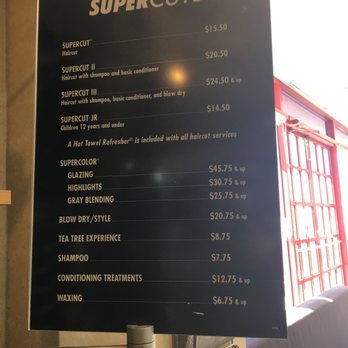 SUPERCUTS
SUPERCUT® $15.50
Haircut
SUPERCUT II $20.50
Haircut with shampoo and basic conditioner
SUPERCUT III $24.50 & up
Haircut with shampoo, basic conditioner, and blow dry
SUPERCUT JR $14.50
Children 12 years and under
A Hot Towel Refresher® is included with all haircut services
SUPERCOLOR®
GLAZING $45.75 & up
HIGHLIGHTS $30.75 & up
GRAY BLENDING $25.75 & up
BLOW DRY/STYLE $20.75 & up
TEA TREE EXPERIENCE $8.75
SHAMPOO $7.75
CONDITIONING TREATMENTS $12.75 & up
WAXING $6.75 & up